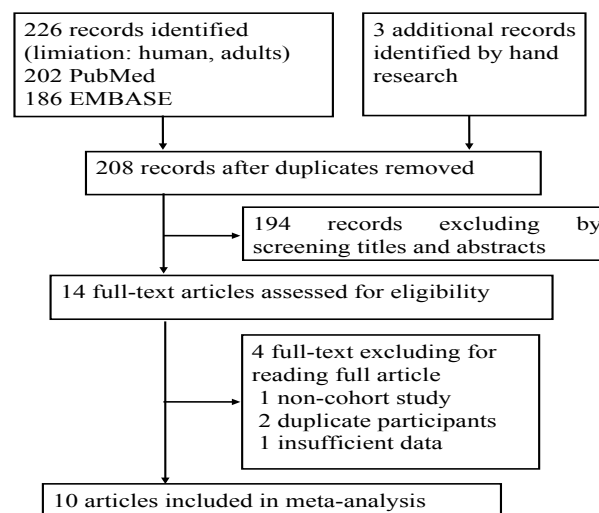 226 records identified
(limiation: human, adults)
202 PubMed
186 EMBASE
3 additional records
identified by hand
research
208 records after duplicates removed
194 records excluding by
screening titles and abstracts
14 full-text articles assessed for eligibility
4 full-text excluding for
reading full article
1 non-cohort study
2 duplicate participants
1 insufficient data
10 articles included in meta-analysis